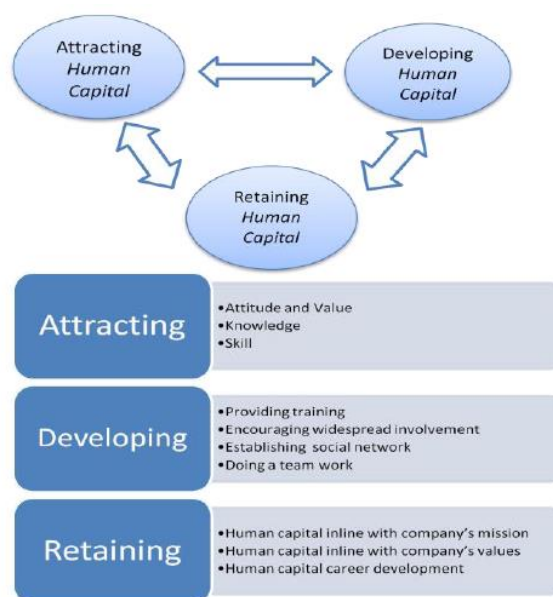 Attracting
Human
Capital
Developing
Human
Capital
Retaining
Human
Capital
Attracting
•Attitude and Value
•Knowledge
•Skill
Developing
•Providing training
•Encouraging widespread involvement
•Establishing social network
•Doing a team work
Retaining
•Human capital inline with company's mission
•Human capital inline with company's values
•Human capital career development